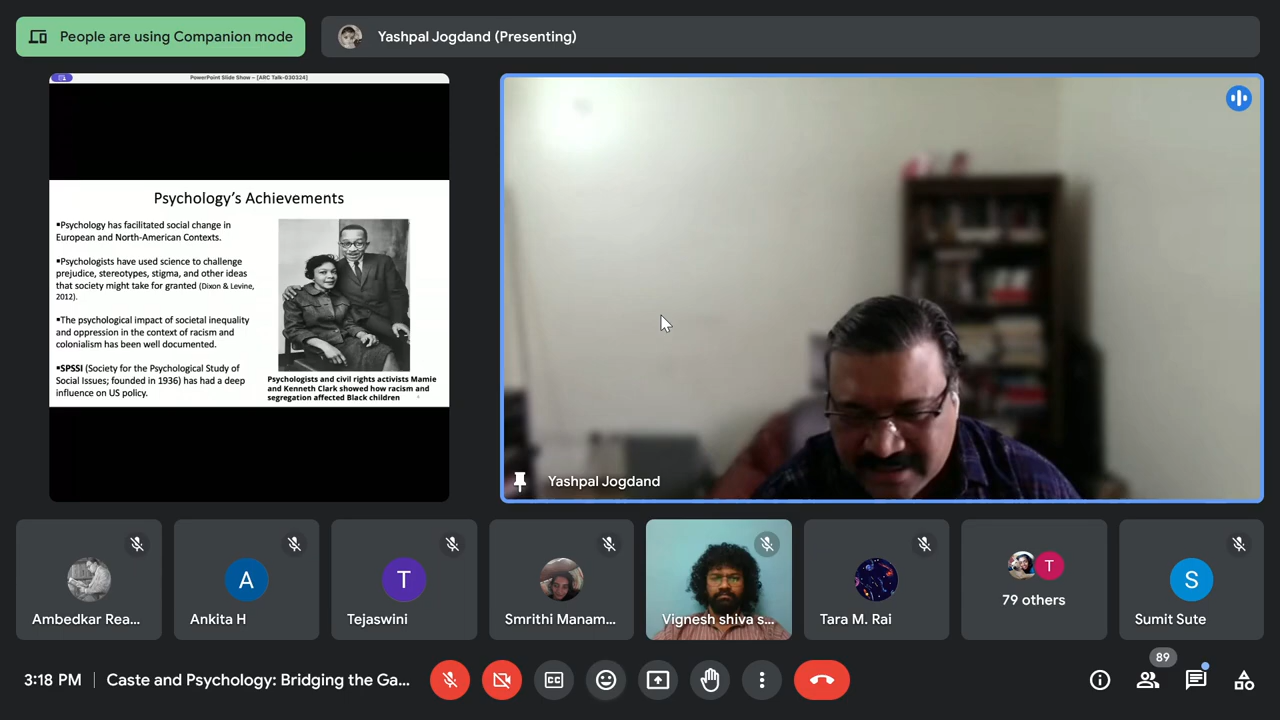 People are using Companion mode
Yashpal Jogdand (Presenting)
PowerPoint Slide Show – [ARC Talk-030324]
Psychology's Achievements
▪Psychology has facilitated social change in
European and North-American Contexts.
▪Psychologists have used science to challenge
prejudice, stereotypes, stigma, and other ideas
that society might take for granted (Dixon & Levine,
2012).
▪The psychological impact of societal inequality
and oppression in the context of racism and
colonialism has been well documented.
▪SPSSI (Society for the Psychological Study of
Social Issues; founded in 1936) has had a deep
influence on US policy.
Psychologists and civil rights activists Mamie
and Kenneth Clark showed how racism and
segregation affected Black children
Yashpal Jogdand
Ambedkar Rea...
A
Ankita H
T
Tejaswini
Smrithi Manam...
Vignesh shiva s...
Tara M. Rai
T
79 others
S
Sumit Sute
3:18 PM
Caste and Psychology: Bridging the Ga...
CC
89